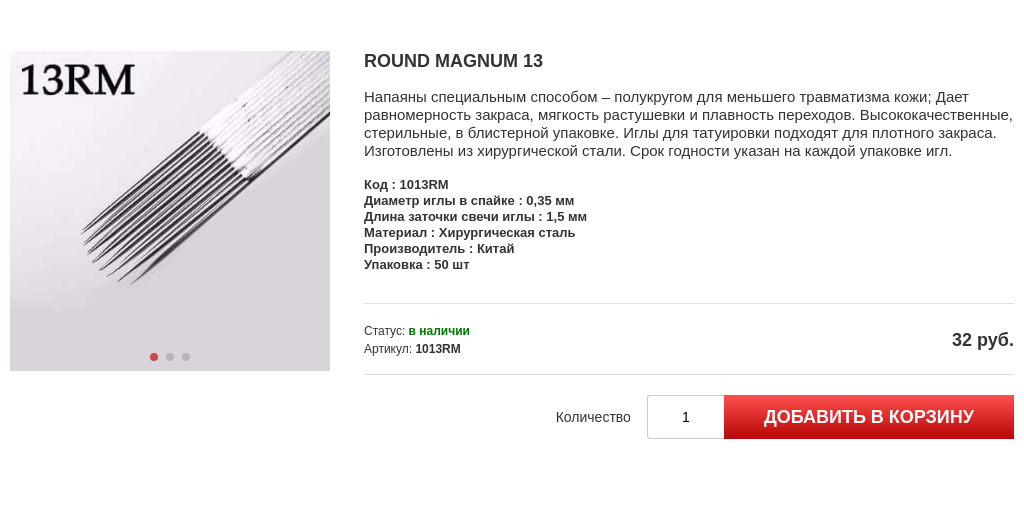 13RM
ROUND MAGNUM 13
Напаяны специальным способом – полукругом для меньшего травматизма кожи; Дает
равномерность закраса, мягкость растушевки и плавность переходов. Высококачественные,
стерильные, в блистерной упаковке. Иглы для татуировки подходят для плотного закраса.
Изготовлены из хирургической стали. Срок годности указан на каждой упаковке игл.
Код : 1013RM
Диаметр иглы в спайке : 0,35 мм
Длина заточки свечи иглы : 1,5 мм
Материал : Хирургическая сталь
Производитель : Китай
Упаковка : 50 шт
Статус: в наличии
Артикул: 1013RM
32 руб.
Количество 1 ДОБАВИТЬ В КОРЗИНУ